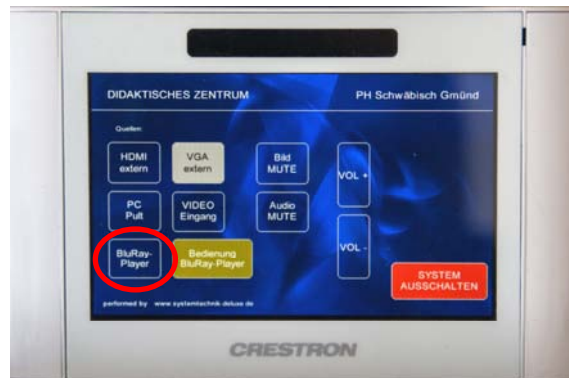 DIDAKTISCHES ZENTRUM
PH Schwäbisch Gmünd
Quellen:
HDMI
extern
VGA
extern
Bild
MUTE
VOL +
PC
Pult
VIDEO
Eingang
Audio
MUTE
BluRay-
Player
Bedienung
BluRay-Player
VOL -
SYSTEM
AUSSCHALTEN
performed by www.systemtechnik-deluxe.de
CRESTRON